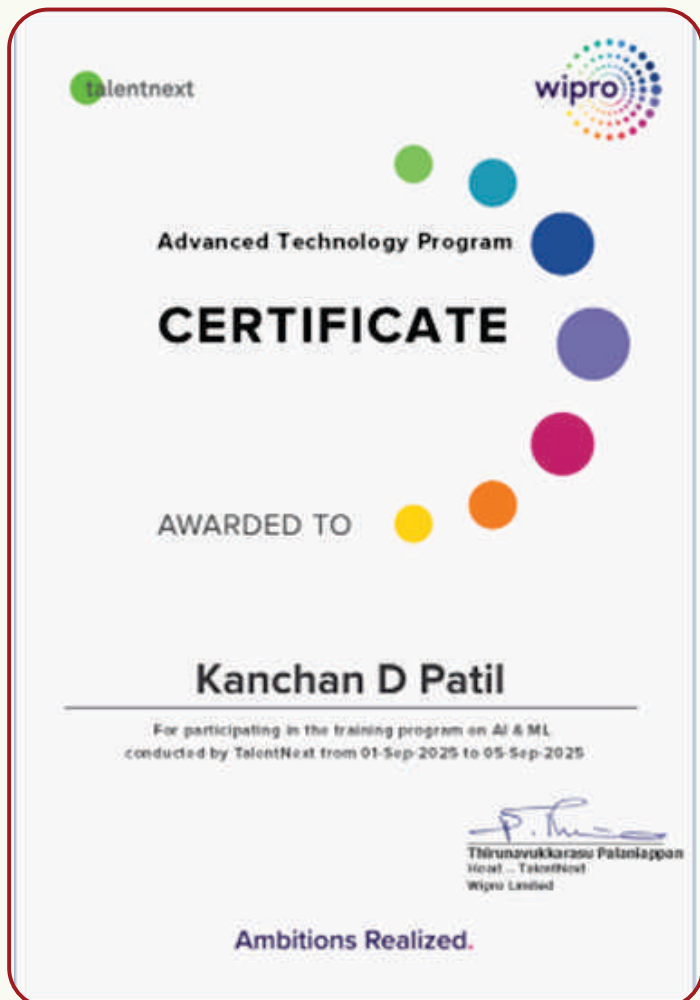 talentnext
wipro
Advanced Technology Program
CERTIFICATE
AWARDED TO
Kanchan D Patil
For participating in the training program on AI & ML
conducted by TalentNext from 01-Sep-2025 to 05-Sep-2025
Thirunavukkarasu Palaniappan
Head – TalentNext
Wipro Limited
Ambitions Realized.